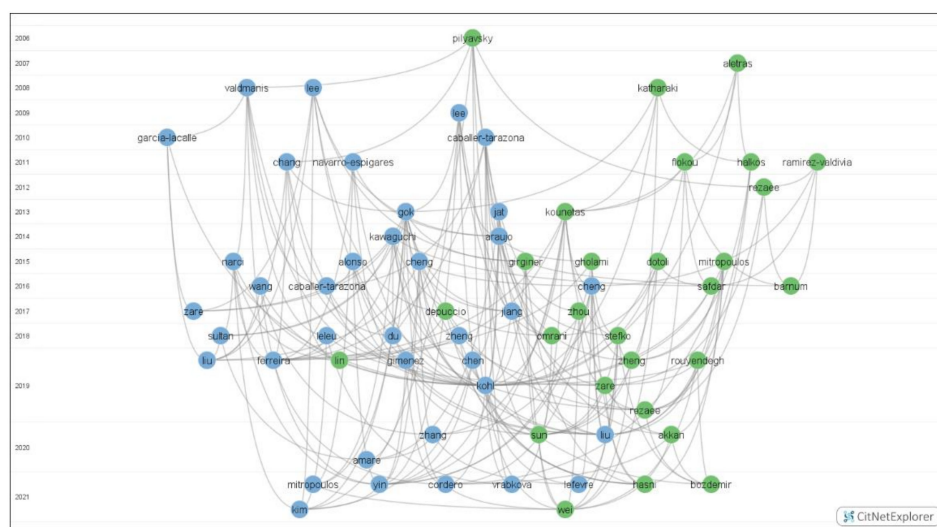 2006 pilyavsky
2007 aletras
2008 valdmanis lee katharaki
2009 lee
2010 garcia-lacalle caballer-tarazona
2011 chang navarro-espigares flokou halkos ramirez-valdivia
2012 rezaee
2013 gok jat kounetas
2014 kawaguchi araujo
2015 narci alonso cheng girginer gholami dotoli mitropoulos
2016 wang caballer-tarazona cheng safdar barnum
2017 zare depuccio jiang zhou
2018 sultan leleu du zheng omrani stefko
liu ferreira lin gimenez chen zheng rouyendegh
2019 kohl zare
rezaee
zhang sun liu akkan
2020 amare
mitropoulos yin cordero vrabkova lefevre hasni bozdemir
2021 kim wei
CitNetExplorer